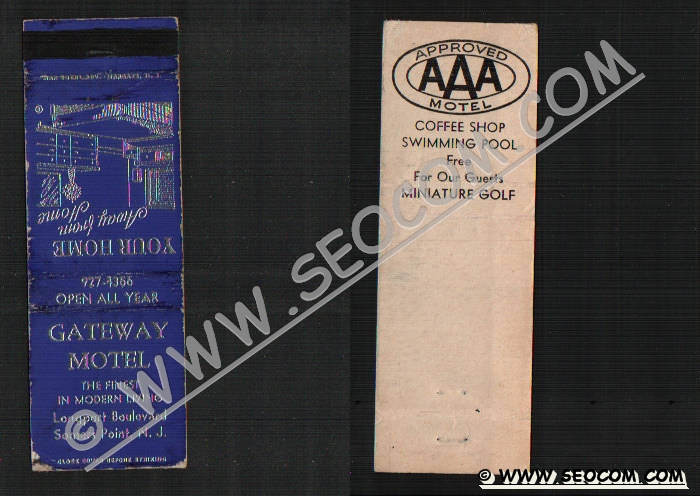 YOUR HOME
Away from
Home
927-4366
OPEN ALL YEAR
GATEWAY
MOTEL
THE FINEST
IN MODERN LIVING
Longport Boulevard
Somers Point, N. J.
CLOSE COVER BEFORE STRIKING
APPROVED
AAA
MOTEL
COFFEE SHOP
SWIMMING POOL
Free
For Our Guests
MINIATURE GOLF
© WWW.SEOCOM.COM
© WWW.SEOCOM.COM